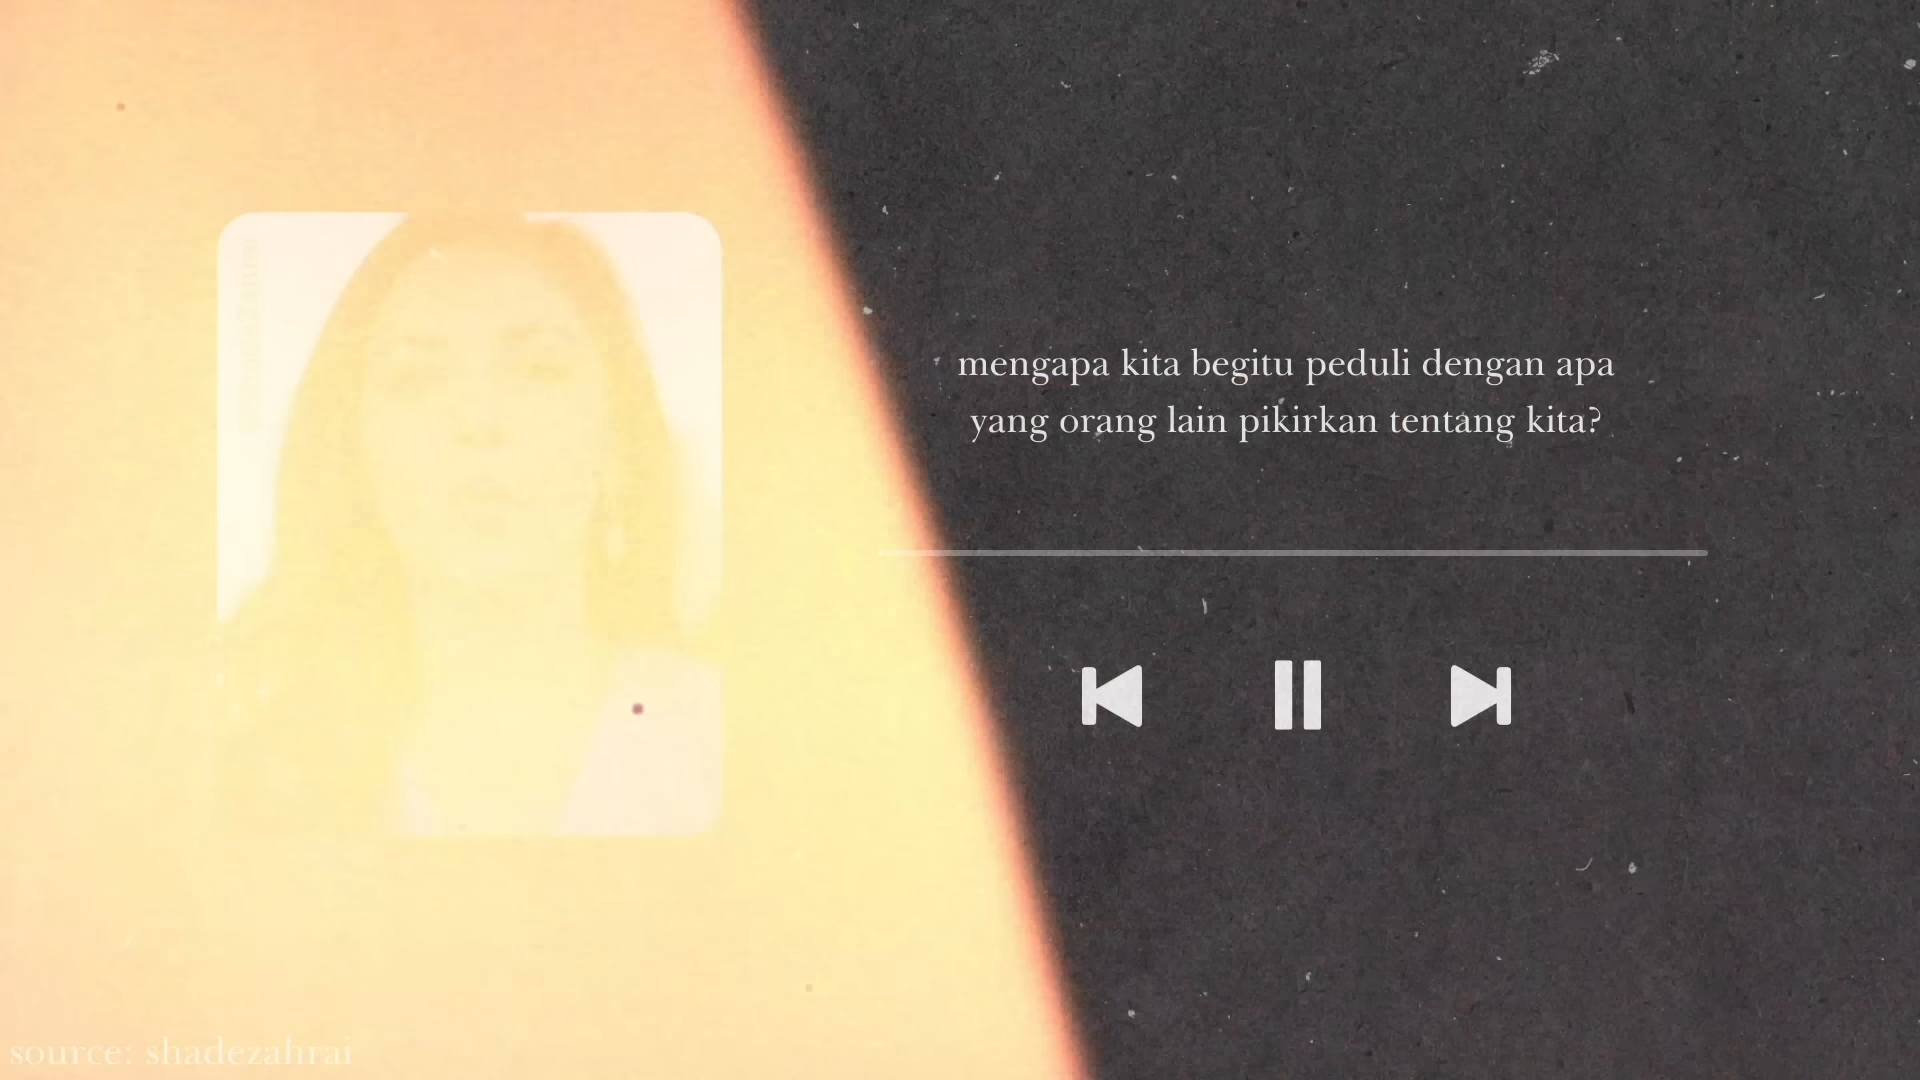 mengapa kita begitu peduli dengan apa
yang orang lain pikirkan tentang kita?
source: shadezahrai